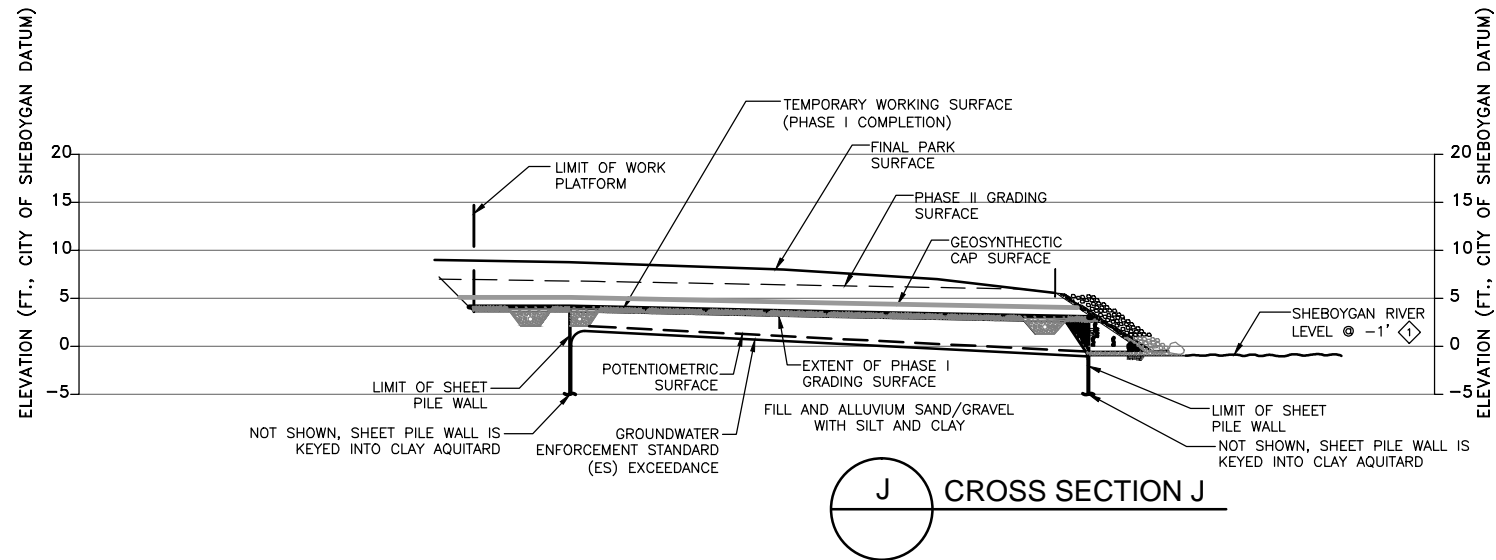 ELEVATION (FT., CITY OF SHEBOYGAN DATUM)
20
15
10
5
0
−5
LIMIT OF WORK
PLATFORM
TEMPORARY WORKING SURFACE
(PHASE I COMPLETION)
FINAL PARK
SURFACE
PHASE II GRADING
SURFACE
GEOSYNTHECTIC
CAP SURFACE
SHEBOYGAN RIVER
LEVEL @ −1' 1
LIMIT OF SHEET
PILE WALL
NOT SHOWN, SHEET PILE WALL IS
KEYED INTO CLAY AQUITARD
POTENTIOMETRIC
SURFACE
GROUNDWATER
ENFORCEMENT STANDARD
(ES) EXCEEDANCE
EXTENT OF PHASE I
GRADING SURFACE
FILL AND ALLUVIUM SAND/GRAVEL
WITH SILT AND CLAY
LIMIT OF SHEET
PILE WALL
NOT SHOWN, SHEET PILE WALL IS
KEYED INTO CLAY AQUITARD
20
15
10
5
0
−5
ELEVATION (FT., CITY OF SHEBOYGAN DATUM)
J CROSS SECTION J